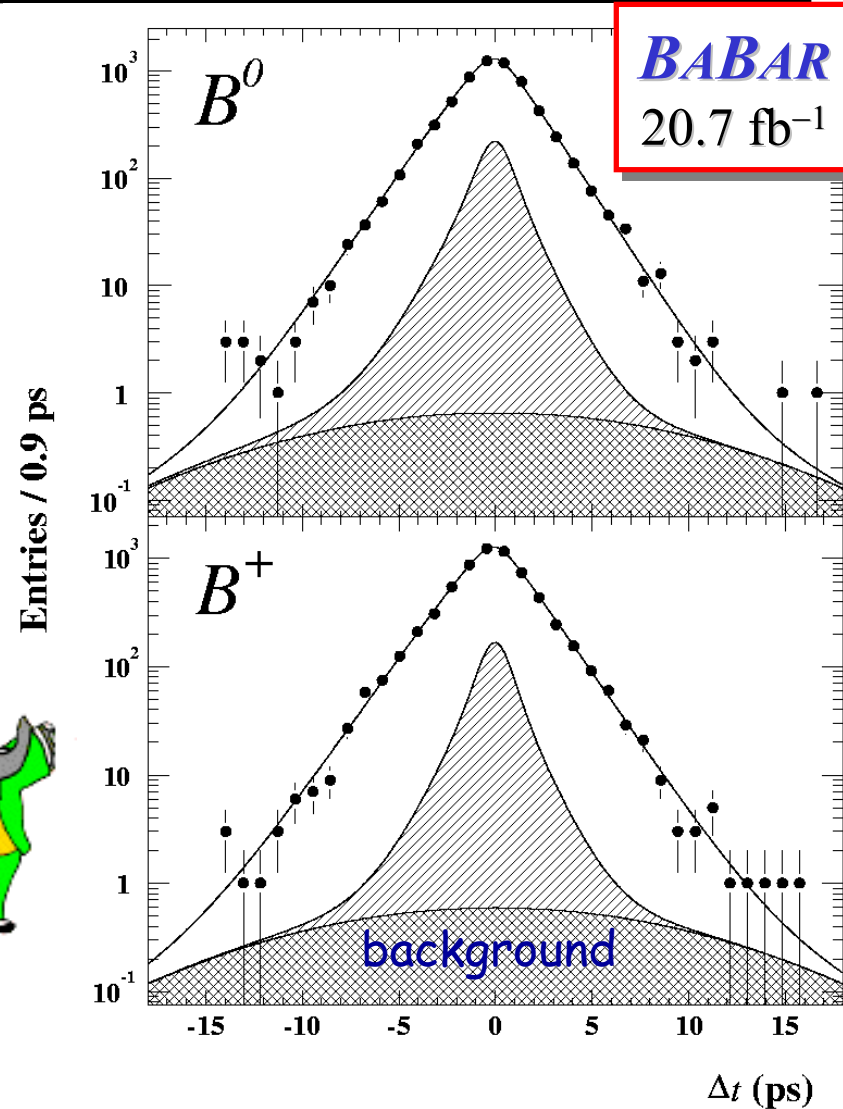 BABAR
20.7 fb⁻¹
B⁰
10³
10²
10
1
10⁻¹
Entries / 0.9 ps
B⁺
10³
10²
10
1
10⁻¹
background
-15 -10 -5 0 5 10 15
Δt (ps)